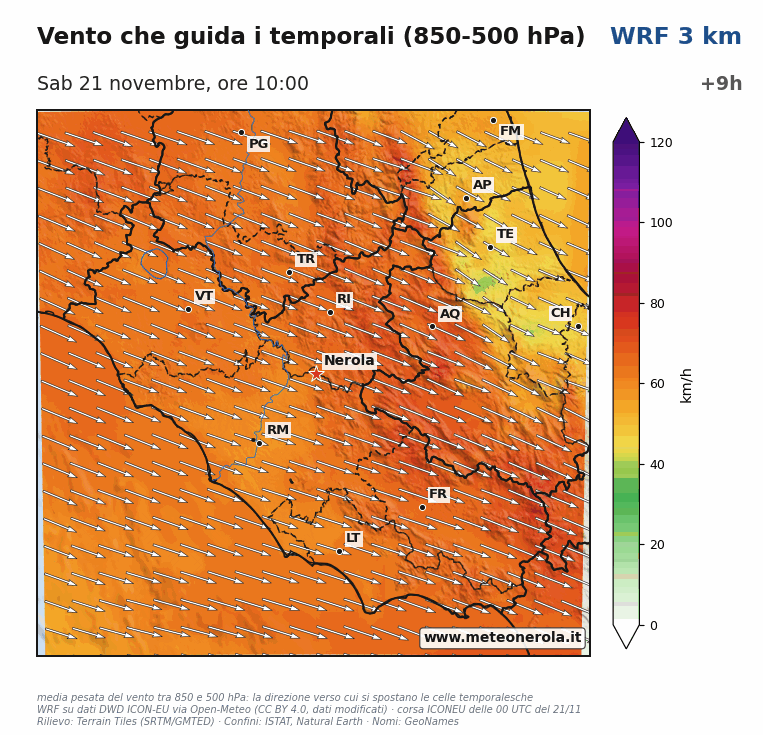 Vento che guida i temporali (850-500 hPa) WRF 3 km
Sab 21 novembre, ore 10:00 +9h
FM
PG
AP
TE
TR
VT
RI
AQ
CH
Nerola
RM
FR
LT
www.meteonerola.it
120
100
80
60
40
20
0
km/h
media pesata del vento tra 850 e 500 hPa: la direzione verso cui si spostano le celle temporalesche
WRF su dati DWD ICON-EU via Open-Meteo (CC BY 4.0, dati modificati) · corsa ICONEU delle 00 UTC del 21/11
Rilievo: Terrain Tiles (SRTM/GMTED) · Confini: ISTAT, Natural Earth · Nomi: GeoNames